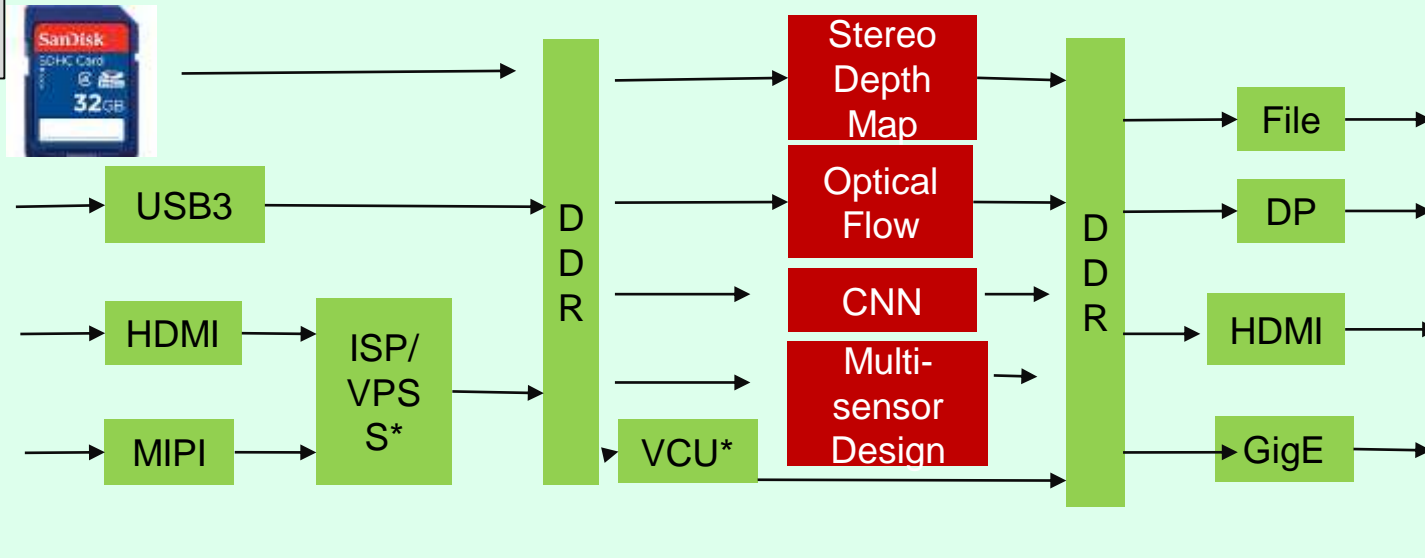 SanDisk
SDHC Card
32GB
USB3
HDMI
MIPI
ISP/
VPS
S*
D
D
R
VCU*
Stereo
Depth
Map
Optical
Flow
CNN
Multi-
sensor
Design
D
D
R
File
DP
HDMI
GigE